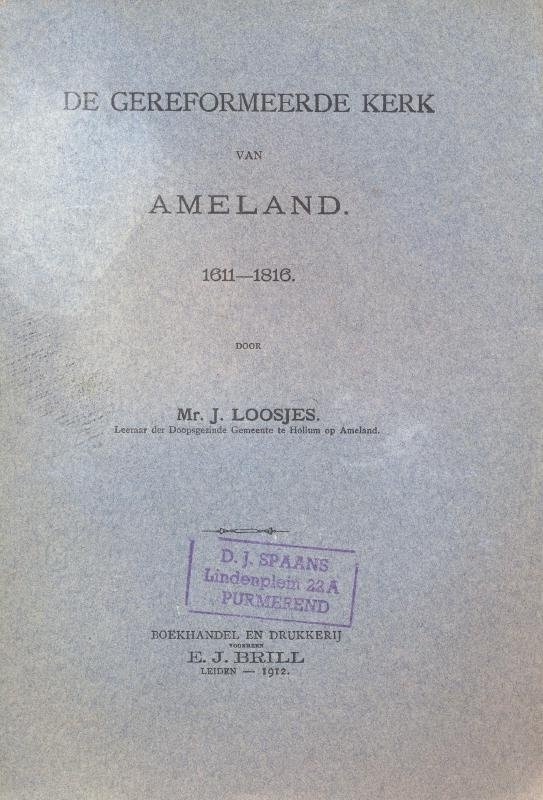 DE GEREFORMEERDE KERK
VAN
AMELAND.
1611—1816.
DOOR
Mr. J. LOOSJES.
Leeraar der Doopsgezinde Gemeente te Hollum op Ameland.
D. J. SPAANS
Lindenplein 22 A
PURMEREND
BOEKHANDEL EN DRUKKERIJ
VOORHEEN
E. J. BRILL
LEIDEN — 1912.